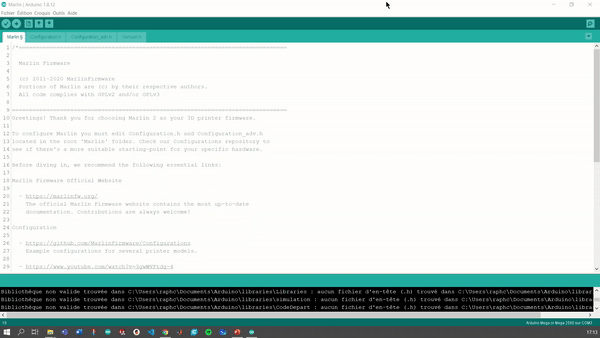 Marlin | Arduino 1.8.12
Fichier Édition Croquis Outils Aide
Marlin § Configuration.h Configuration_adv.h Version.h
1 /*====================================================================================
2
3 Marlin Firmware
4
5 (c) 2011-2020 MarlinFirmware
6 Portions of Marlin are (c) by their respective authors.
7 All code complies with GPLv2 and/or GPLv3
8
9 ====================================================================================
10 Greetings! Thank you for choosing Marlin 2 as your 3D printer firmware.
11
12 To configure Marlin you must edit Configuration.h and Configuration_adv.h
13 located in the root 'Marlin' folder. Check our Configurations repository to
14 see if there's a more suitable starting-point for your specific hardware.
15
16 Before diving in, we recommend the following essential links:
17
18 Marlin Firmware Official Website
19
20 - https://marlinfw.org/
21 The official Marlin Firmware website contains the most up-to-date
22 documentation. Contributions are always welcome!
23
24 Configuration
25
26 - https://github.com/MarlinFirmware/Configurations
27 Example configurations for several printer models.
28
29 - https://www.youtube.com/watch?v=
Bibliothèque non valide trouvée dans C:\Users\raphc\Documents\Arduino\libraries\Libraries : aucun fichier d'en-tête (.h) trouvé dans C:\Users\raphc\Documents\Arduino\librar
Bibliothèque non valide trouvée dans C:\Users\raphc\Documents\Arduino\libraries\simulation : aucun fichier d'en-tête (.h) trouvé dans C:\Users\raphc\Documents\Arduino\libra
Bibliothèque non valide trouvée dans C:\Users\raphc\Documents\Arduino\libraries\CodeDepart : aucun fichier d'en-tête (.h) trouvé dans C:\Users\raphc\Documents\Arduino\libra
Arduino Mega or Mega 2560 sur COM3
17:13